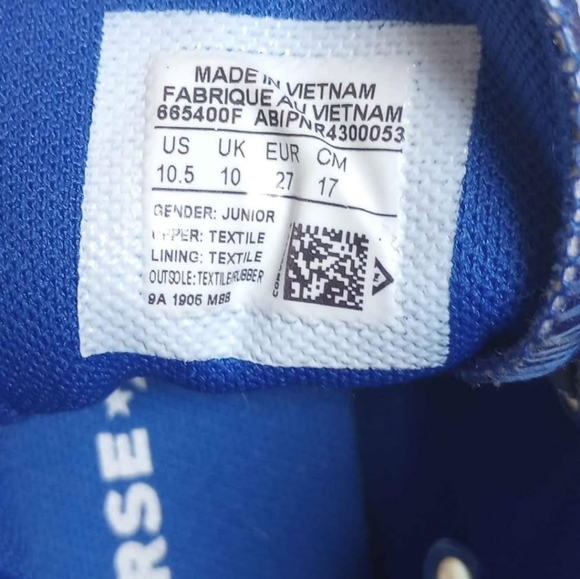 MADE IN VIETNAM
FABRIQUE AU VIETNAM
665400F ABIPNR4300053
US UK EUR CM
10.5 10 27 17
GENDER: JUNIOR
UPPER: TEXTILE
LINING: TEXTILE
OUTSOLE: TEXTILE/RUBBER
9A 1905 MBB
RSE